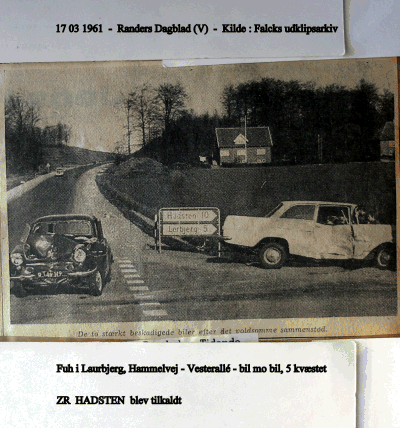 17 03 1961 - Randers Dagblad (V) - Kilde : Falcks udklipsarkiv
HADSTEN 10
Lerbjerg 5
De to stærkt beskadigede biler efter det voldsomme sammenstød.
Tidende
Fuh i Laurbjerg, Hammelvej - Vesterallé - bil mo bil, 5 kvæstet
ZR HADSTEN blev tilkaldt